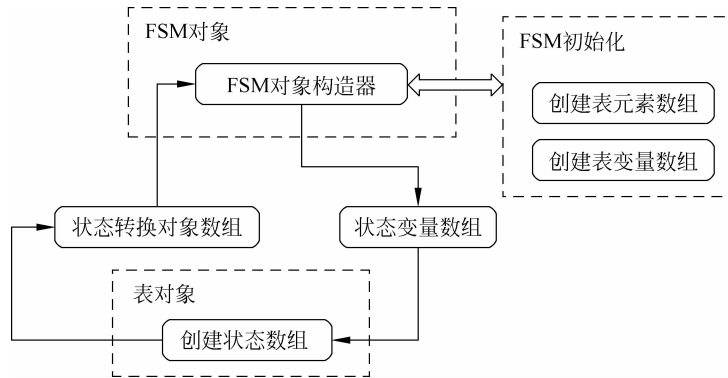 FSM对象
FSM初始化
FSM对象构造器
创建表元素数组
创建表变量数组
状态转换对象数组
状态变量数组
表对象
创建状态数组